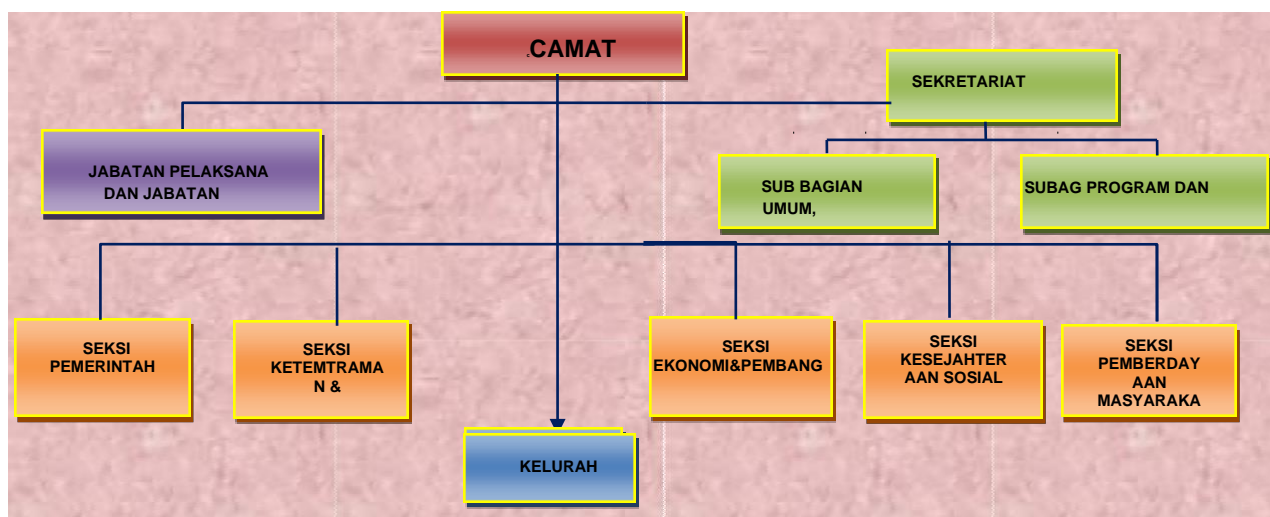 CAMAT
SEKRETARIAT
JABATAN PELAKSANA
DAN JABATAN
SUB BAGIAN
UMUM,
SUBAG PROGRAM DAN
SEKSI
PEMERINTAH
SEKSI
KETEMTRAMA
N &
SEKSI
EKONOMI&PEMBANG
SEKSI
KESEJAHTER
AAN SOSIAL
SEKSI
PEMBERDAY
AAN
MASYARAKA
KELURAH